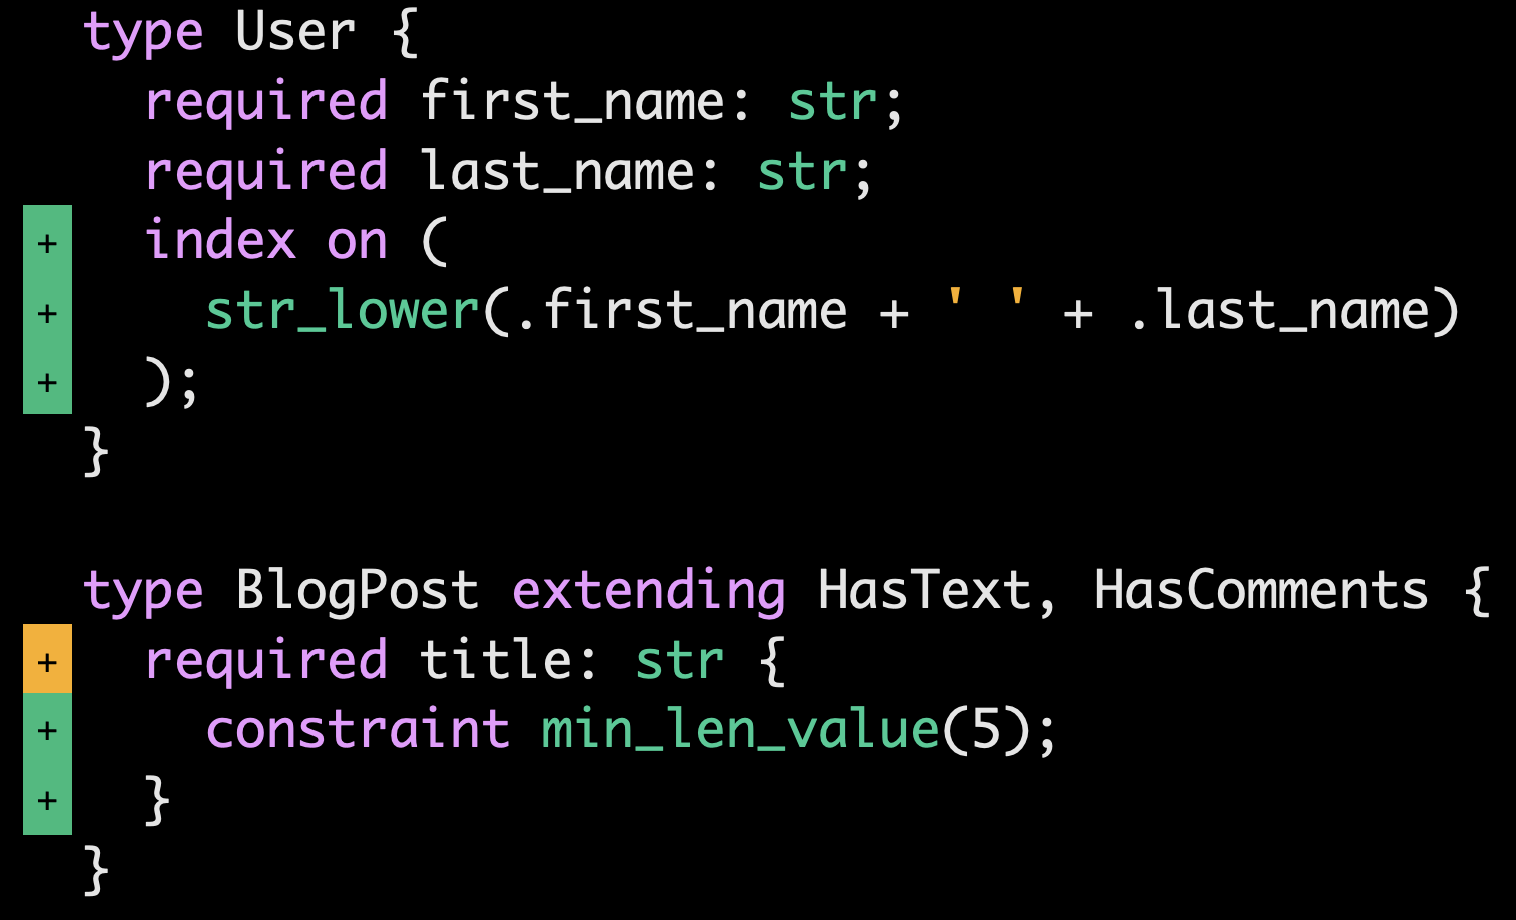 type User {
  required first_name: str;
  required last_name: str;
+ index on (
+   str_lower(.first_name + ' ' + .last_name)
+ );
}

type BlogPost extending HasText, HasComments {
+ required title: str {
+   constraint min_len_value(5);
+ }
}